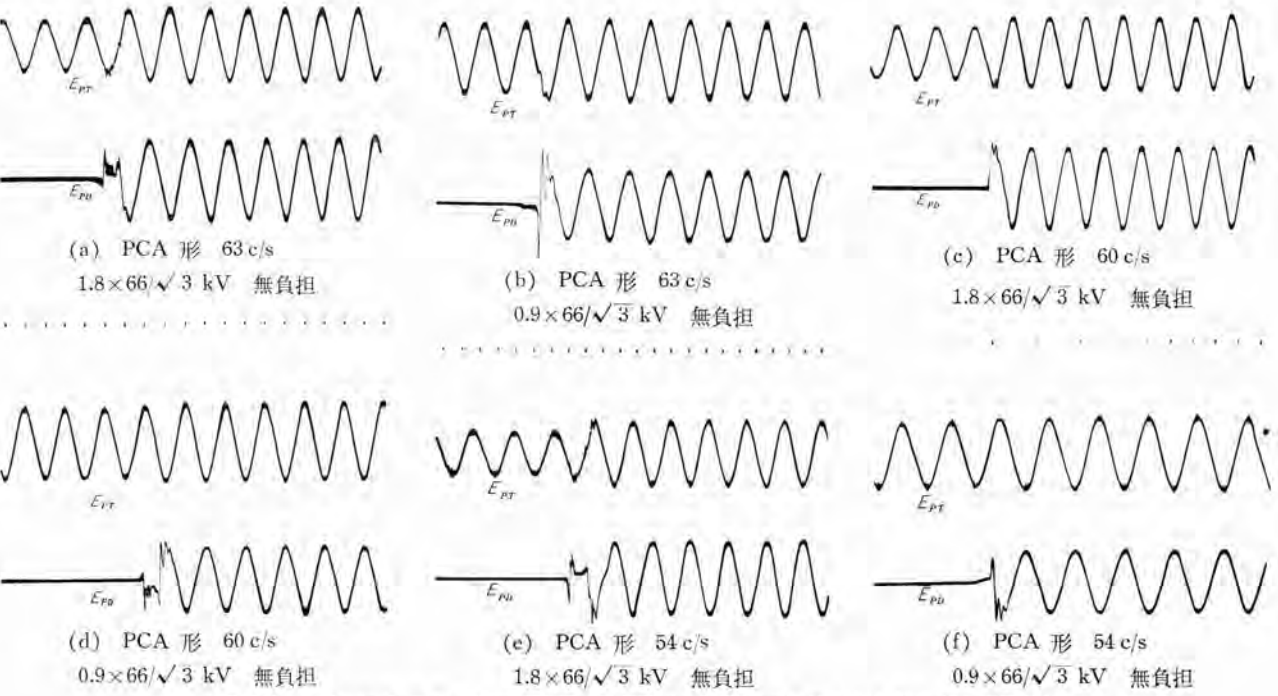 E_PT
E_PD
(a) PCA 形 63 c/s
1.8×66/√3 kV 無負担
E_PT
E_PD
(b) PCA 形 63 c/s
0.9×66/√3 kV 無負担
E_PT
E_PD
(c) PCA 形 60 c/s
1.8×66/√3 kV 無負担
E_PT
E_PD
(d) PCA 形 60 c/s
0.9×66/√3 kV 無負担
E_PT
E_PD
(e) PCA 形 54 c/s
1.8×66/√3 kV 無負担
E_PT
E_PD
(f) PCA 形 54 c/s
0.9×66/√3 kV 無負担